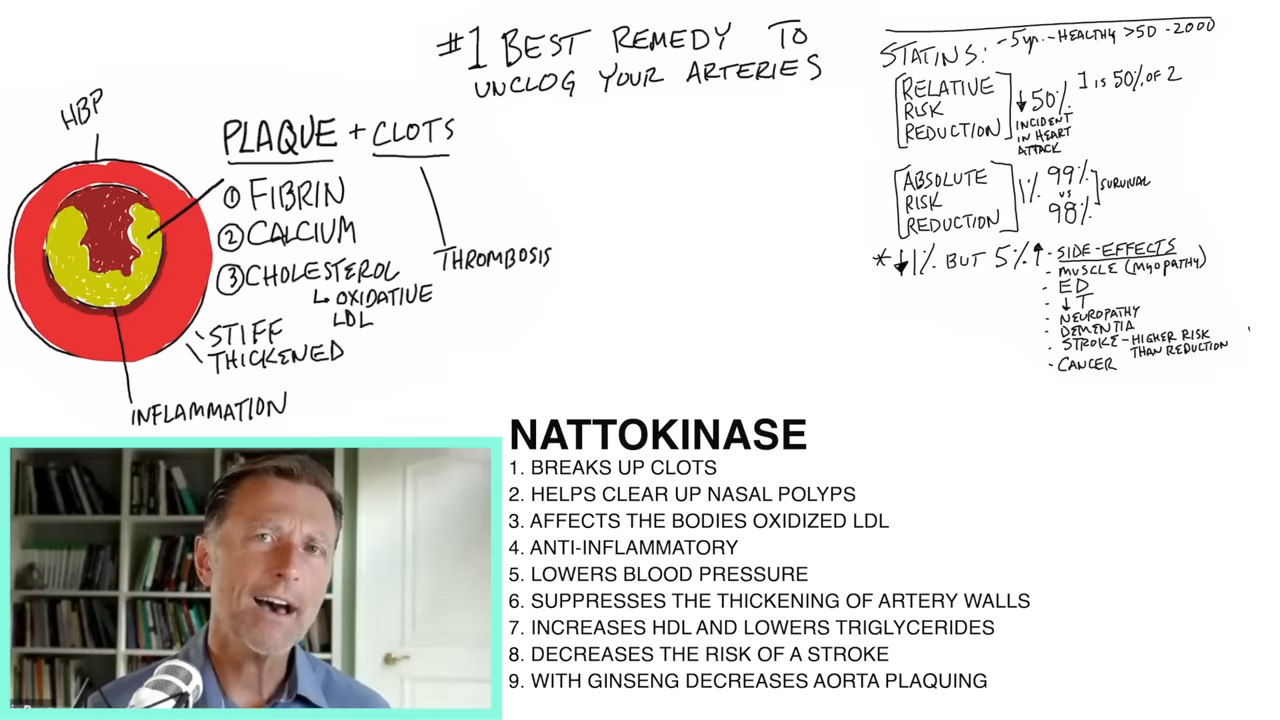 #1 BEST REMEDY TO
UNCLOG YOUR ARTERIES
HBP
PLAQUE + CLOTS
① FIBRIN
② CALCIUM
③ CHOLESTEROL
↳ OXIDATIVE
LDL
STIFF
THICKENED
INFLAMMATION
THROMBOSIS
STATINS: -5yr. - HEALTHY >50 - 2000
[RELATIVE
RISK
REDUCTION]
↓50%
INCIDENT
IN HEART
ATTACK
1 IS 50% OF 2
[ABSOLUTE
RISK
REDUCTION]
1%
99%
VS
98%
] SURVIVAL
* ↓1% BUT 5%↑
- SIDE-EFFECTS
- MUSCLE (MYOPATHY)
- ED
- ↓T
- NEUROPATHY
- DEMENTIA
- STROKE - HIGHER RISK
THAN REDUCTION
- CANCER
NATTOKINASE
1. BREAKS UP CLOTS
2. HELPS CLEAR UP NASAL POLYPS
3. AFFECTS THE BODIES OXIDIZED LDL
4. ANTI-INFLAMMATORY
5. LOWERS BLOOD PRESSURE
6. SUPPRESSES THE THICKENING OF ARTERY WALLS
7. INCREASES HDL AND LOWERS TRIGLYCERIDES
8. DECREASES THE RISK OF A STROKE
9. WITH GINSENG DECREASES AORTA PLAQUING